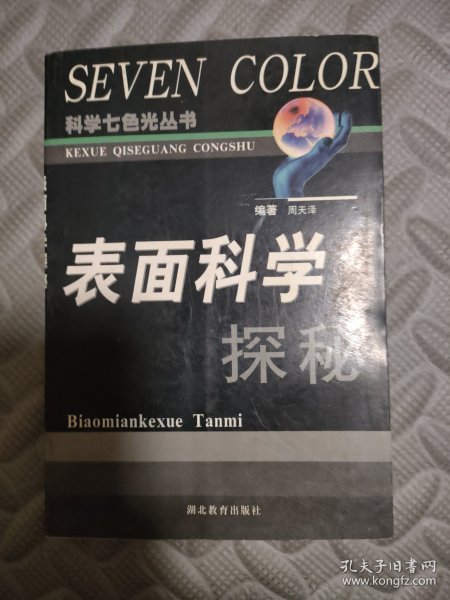 SEVEN COLOR
科学七色光丛书
KEXUE QISEGUANG CONGSHU
编著 周天泽
表面科学
探秘
Biaomiankexue Tanmi
湖北教育出版社
孔夫子旧书网
www.kongfz.com